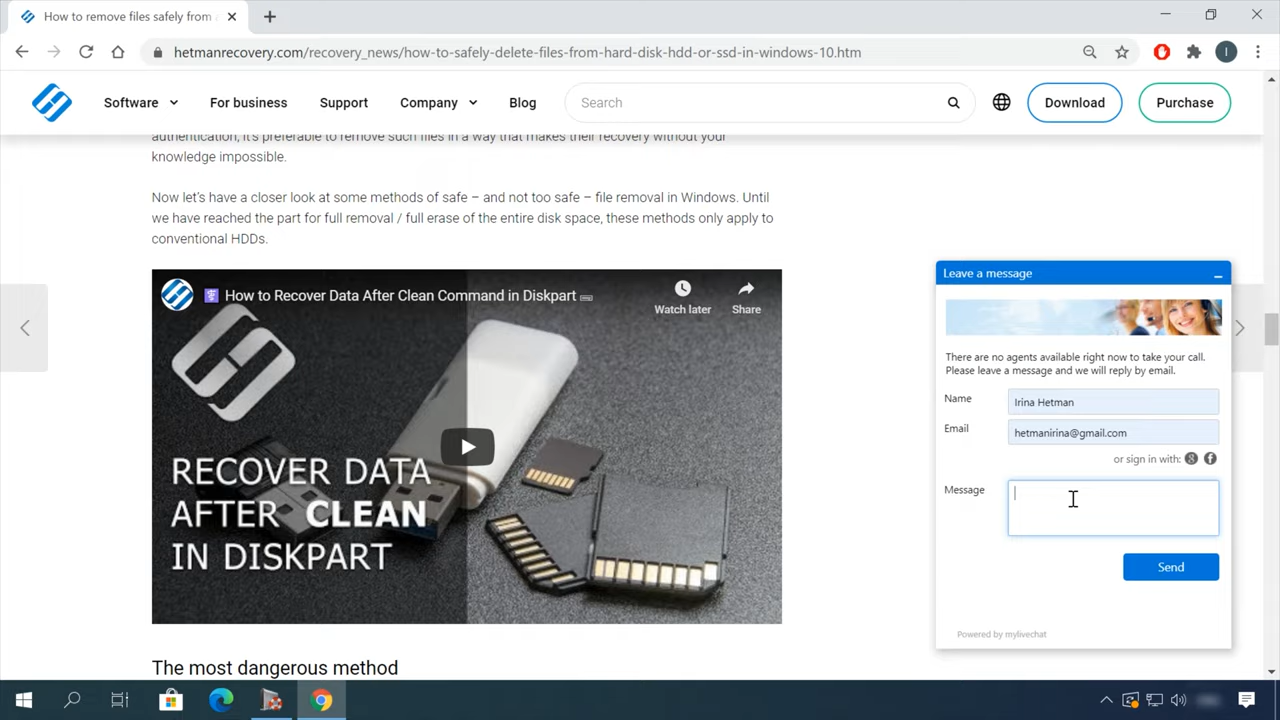 How to remove files safely from
hetmanrecovery.com/recovery_news/how-to-safely-delete-files-from-hard-disk-hdd-or-ssd-in-windows-10.htm
I
Software
For business
Support
Company
Blog
Search
Download
Purchase
authentication, it's preferable to remove such files in a way that makes their recovery without your
knowledge impossible.
Now let's have a closer look at some methods of safe – and not too safe – file removal in Windows. Until
we have reached the part for full removal / full erase of the entire disk space, these methods only apply to
conventional HDDs.
How to Recover Data After Clean Command in Diskpart
Watch later
Share
RECOVER DATA
AFTER CLEAN
IN DISKPART
The most dangerous method
Leave a message
There are no agents available right now to take your call.
Please leave a message and we will reply by email.
Name
Irina Hetman
Email
hetmanirina@gmail.com
or sign in with:
Message
Send
Powered by mylivechat